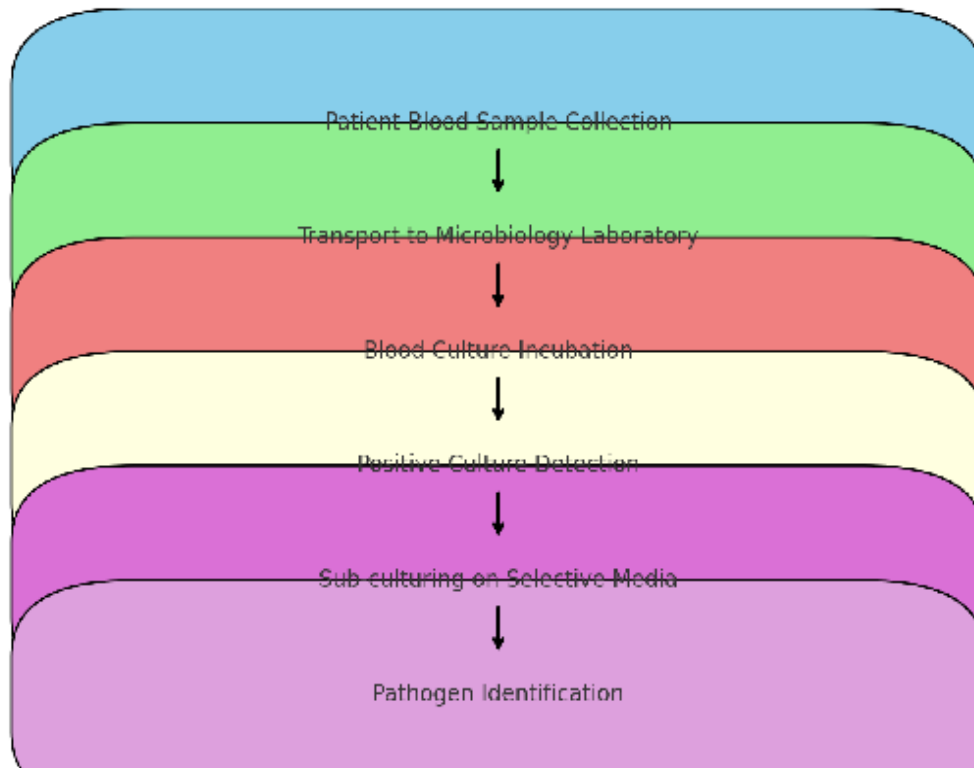 Patient Blood Sample Collection
Transport to Microbiology Laboratory
Blood Culture Incubation
Positive Culture Detection
Sub-culturing on Selective Media
Pathogen Identification